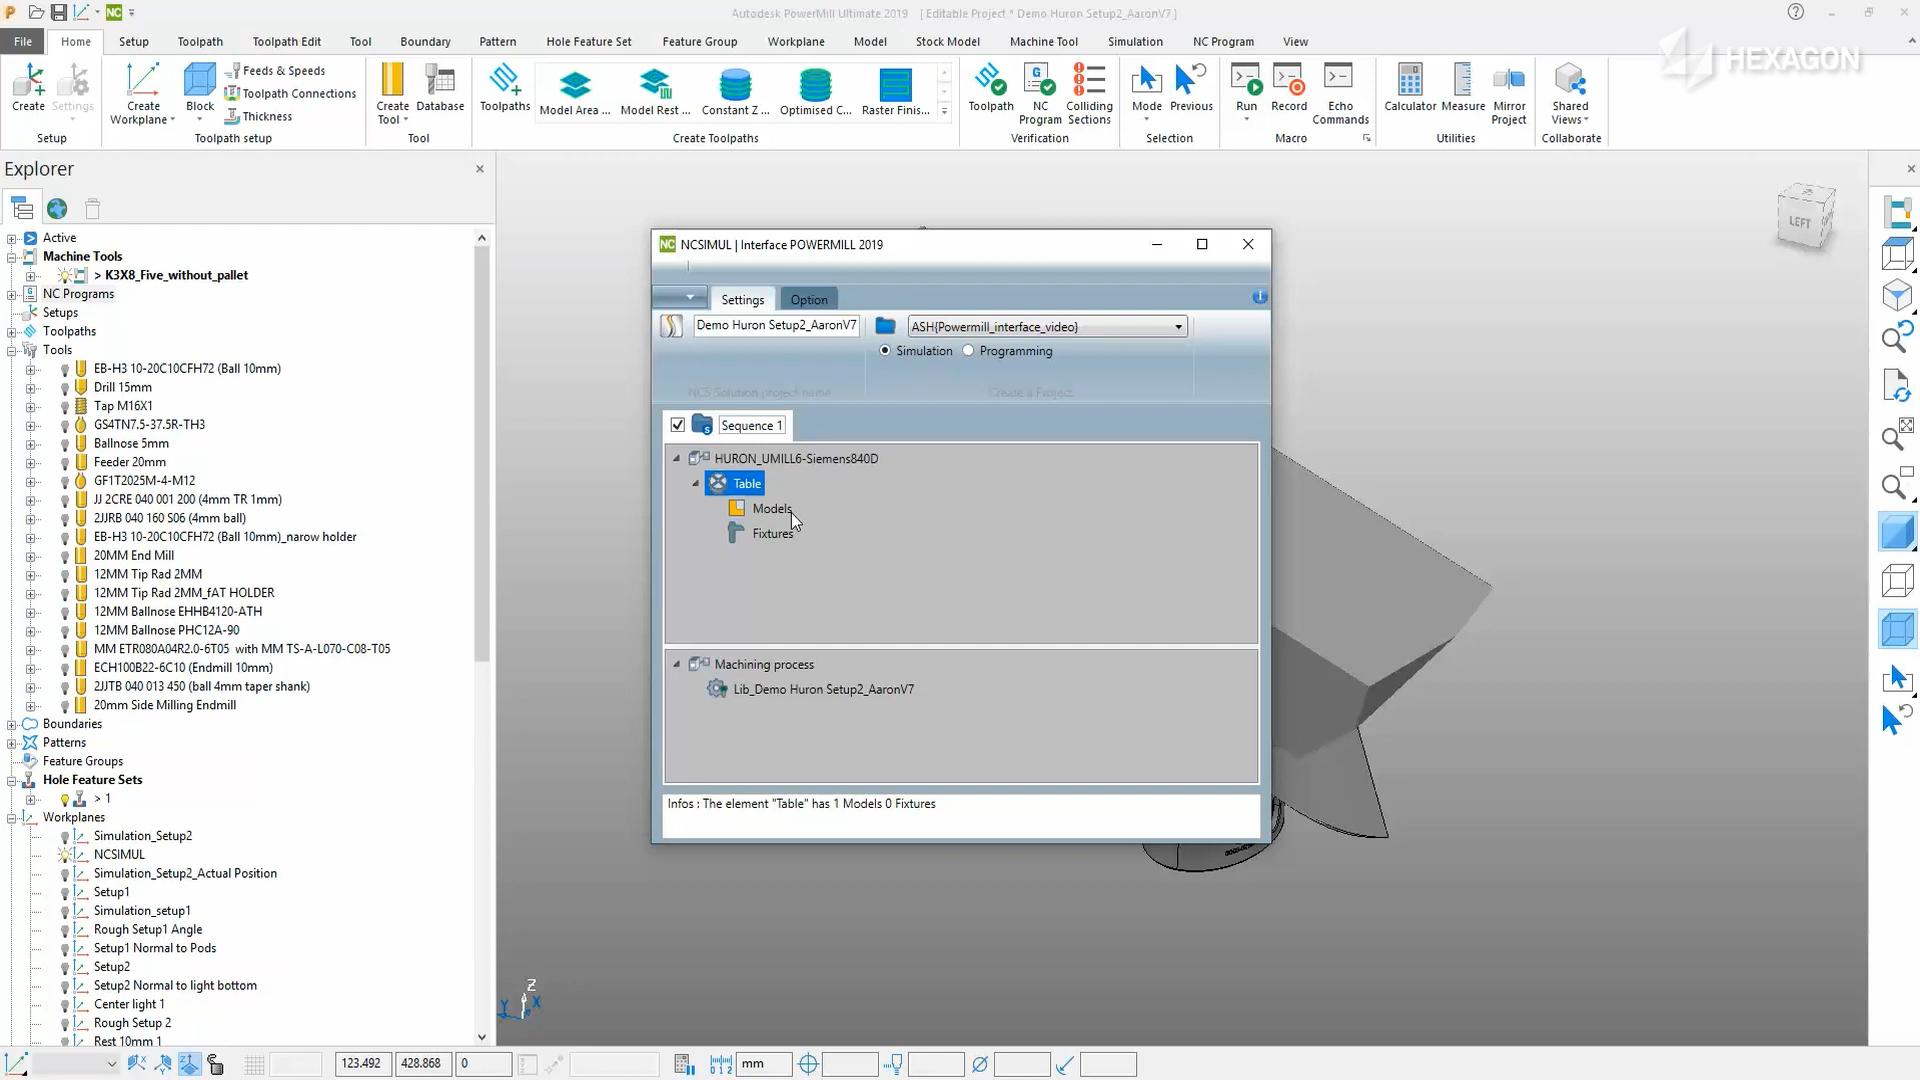 P NC Autodesk PowerMill Ultimate 2019 [ Editable Project * Demo Huron Setup2_AaronV7 ]
File Home Setup Toolpath Toolpath Edit Tool Boundary Pattern Hole Feature Set Feature Group Workplane Model Stock Model Machine Tool Simulation NC Program View
HEXAGON
Create Settings
Setup
Create Workplane
Block
Feeds & Speeds
Toolpath Connections
Thickness
Toolpath setup
Create Tool
Database
Tool
Toolpaths
Model Area ... Model Rest ... Constant Z ... Optimised C... Raster Finis...
Create Toolpaths
Toolpath
NC Program
Colliding Sections
Verification
Mode Previous
Selection
Run Record
Echo Commands
Macro
Calculator Measure
Mirror Project
Utilities
Shared Views
Collaborate
Explorer
Active
Machine Tools
> K3X8_Five_without_pallet
NC Programs
Setups
Toolpaths
Tools
EB-H3 10-20C10CFH72 (Ball 10mm)
Drill 15mm
Tap M16X1
GS4TN7.5-37.5R-TH3
Ballnose 5mm
Feeder 20mm
GF1T2025M-4-M12
JJ 2CRE 040 001 200 (4mm TR 1mm)
2JJRB 040 160 S06 (4mm ball)
EB-H3 10-20C10CFH72 (Ball 10mm)_narow holder
20MM End Mill
12MM Tip Rad 2MM
12MM Tip Rad 2MM_fAT HOLDER
12MM Ballnose EHHB4120-ATH
12MM Ballnose PHC12A-90
MM ETR080A04R2.0-6T05 with MM TS-A-L070-C08-T05
ECH100B22-6C10 (Endmill 10mm)
2JJTB 040 013 450 (ball 4mm taper shank)
20mm Side Milling Endmill
Boundaries
Patterns
Feature Groups
Hole Feature Sets
> 1
Workplanes
Simulation_Setup2
NCSIMUL
Simulation_Setup2_Actual Position
Setup1
Simulation_setup1
Rough Setup1 Angle
Setup1 Normal to Pods
Setup2
Setup2 Normal to light bottom
Center light 1
Rough Setup 2
Rest 10mm 1
NC NCSIMUL | Interface POWERMILL 2019
Settings Option
Demo Huron Setup2_AaronV7
ASH{Powermill_interface_video}
Simulation Programming
NCS Solution project name
Create a Project
Sequence 1
HURON_UMILL6-Siemens840D
Table
Models
Fixtures
Machining process
Lib_Demo Huron Setup2_AaronV7
Infos : The element "Table" has 1 Models 0 Fixtures
LEFT
Z
Y X
123.492 428.868 0 mm